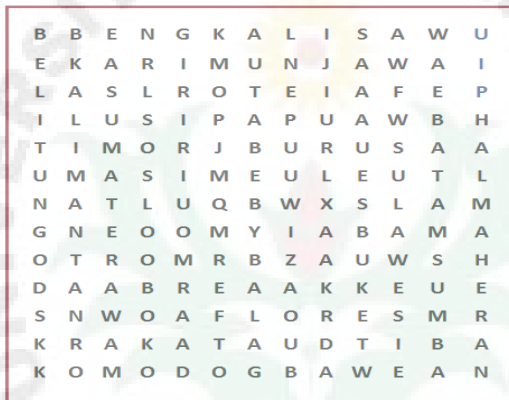 B B E N G K A L I S A W U
E K A R I M U N J A W A I
L A S L R O T E I A F E P
I L U S I P A P U A W B H
T I M O R J B U R U S A A
U M A S I M E U L E U T L
N A T L U Q B W X S L A M
G N E O O M Y I A B A M A
O T R O M R B Z A U W S H
D A A B R E A A K K E U E
S N W O A F L O R E S M R
K R A K A T A U D T I B A
K O M O D O G B A W E A N